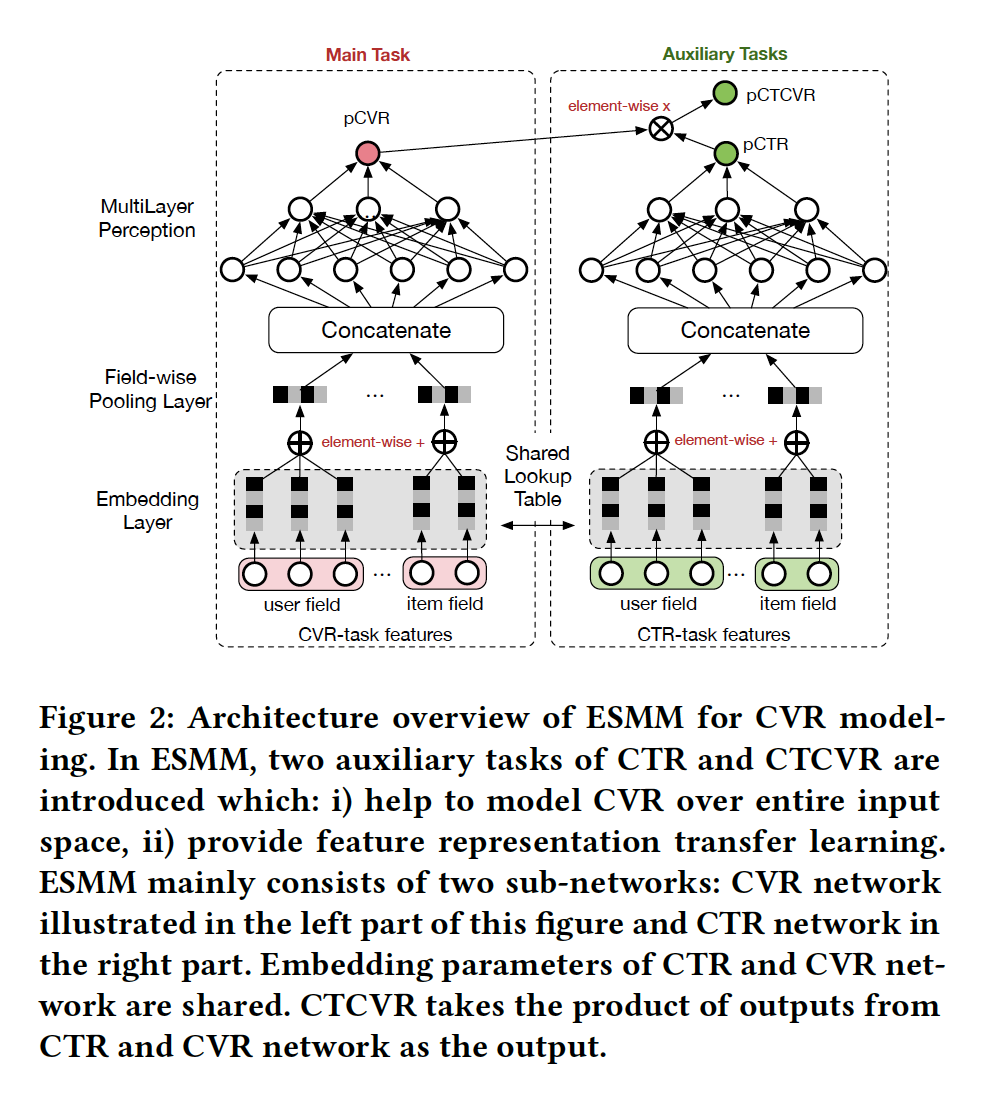 Main Task
Auxiliary Tasks
pCTCVR
element-wise x
pCVR
pCTR
MultiLayer
Perception
...
Concatenate
Concatenate
Field-wise
Pooling Layer
...
...
element-wise +
element-wise +
Shared
Lookup
Table
Embedding
Layer
...
...
user field
item field
user field
item field
CVR-task features
CTR-task features
Figure 2: Architecture overview of ESMM for CVR model-
ing. In ESMM, two auxiliary tasks of CTR and CTCVR are
introduced which: i) help to model CVR over entire input
space, ii) provide feature representation transfer learning.
ESMM mainly consists of two sub-networks: CVR network
illustrated in the left part of this figure and CTR network in
the right part. Embedding parameters of CTR and CVR net-
work are shared. CTCVR takes the product of outputs from
CTR and CVR network as the output.